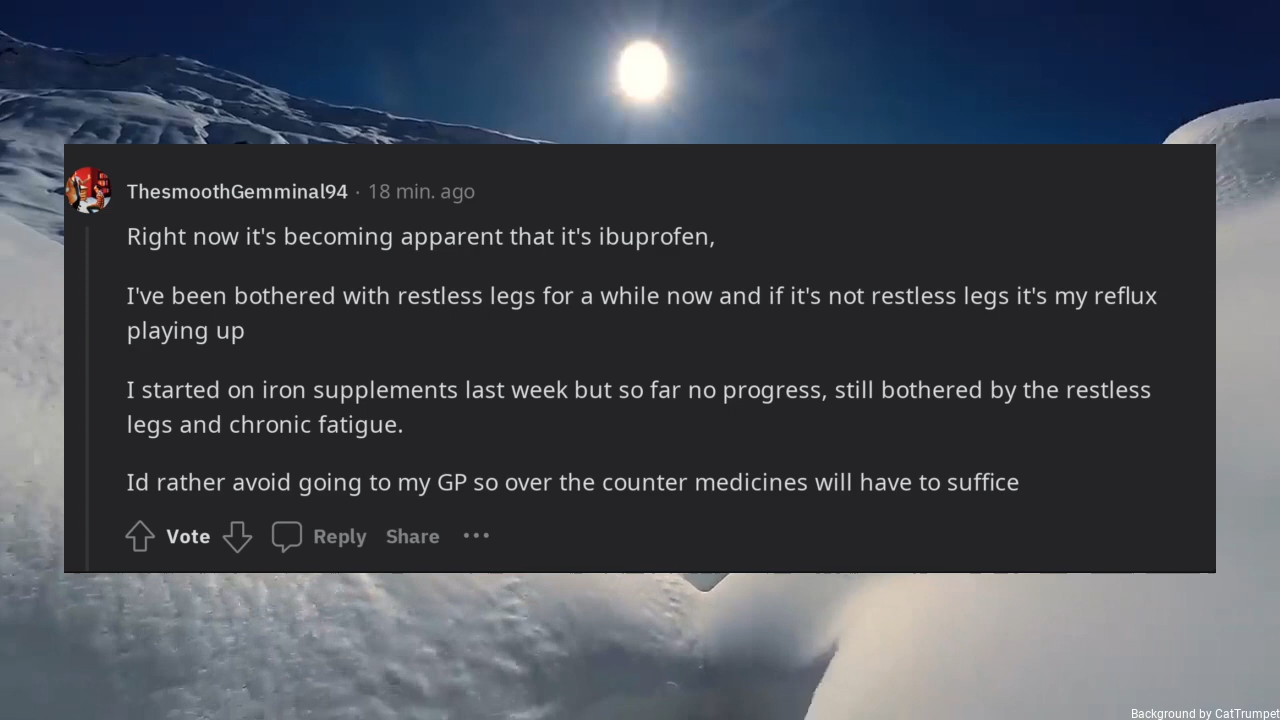 ThesmoothGemminal94 · 18 min. ago
Right now it's becoming apparent that it's ibuprofen,
I've been bothered with restless legs for a while now and if it's not restless legs it's my reflux
playing up
I started on iron supplements last week but so far no progress, still bothered by the restless
legs and chronic fatigue.
Id rather avoid going to my GP so over the counter medicines will have to suffice
Vote Reply Share
Background by CatTrumpet